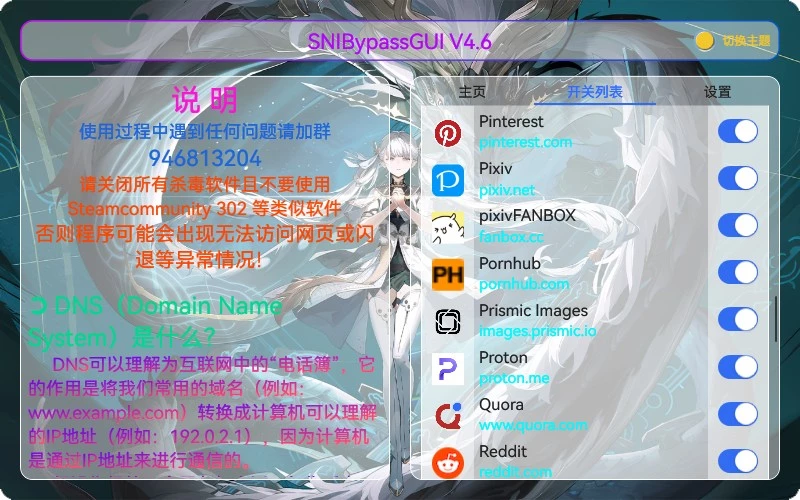 SNIBypassGUI V4.6
切换主题
说 明
使用过程中遇到任何问题请加群
946813204
请关闭所有杀毒软件且不要使用
Steamcommunity 302 等类似软件
否则程序可能会出现无法访问网页或闪
退等异常情况!
➲ DNS（Domain Name
System）是什么?
DNS可以理解为互联网中的“电话簿”，它
的作用是将我们常用的域名（例如:
www.example.com）转换成计算机可以理解
的IP地址（例如：192.0.2.1），因为计算机
是通过IP地址来进行通信的。
主页
开关列表
设置
Pinterest
pinterest.com
Pixiv
pixiv.net
pixivFANBOX
fanbox.cc
PH
Pornhub
pornhub.com
Prismic Images
images.prismic.io
Proton
proton.me
Quora
www.quora.com
Reddit
reddit.com